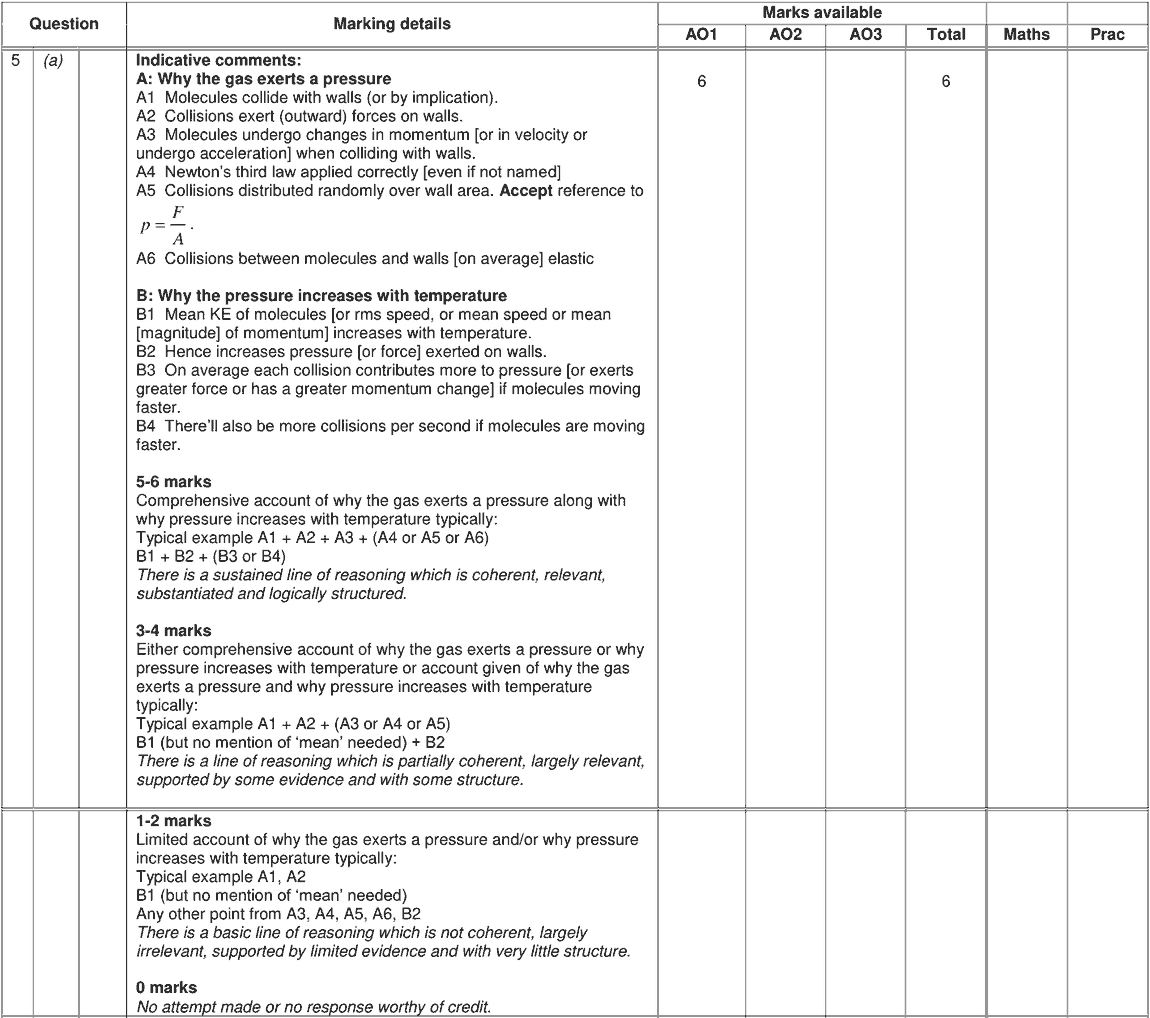 Question Marking details Marks available
AO1 AO2 AO3 Total Maths Prac
5 (a) Indicative comments:
A: Why the gas exerts a pressure 6 6
A1 Molecules collide with walls (or by implication).
A2 Collisions exert (outward) forces on walls.
A3 Molecules undergo changes in momentum [or in velocity or
undergo acceleration] when colliding with walls.
A4 Newton's third law applied correctly [even if not named]
A5 Collisions distributed randomly over wall area. Accept reference to
p = F/A .
A6 Collisions between molecules and walls [on average] elastic
B: Why the pressure increases with temperature
B1 Mean KE of molecules [or rms speed, or mean speed or mean
[magnitude] of momentum] increases with temperature.
B2 Hence increases pressure [or force] exerted on walls.
B3 On average each collision contributes more to pressure [or exerts
greater force or has a greater momentum change] if molecules moving
faster.
B4 There'll also be more collisions per second if molecules are moving
faster.
5-6 marks
Comprehensive account of why the gas exerts a pressure along with
why pressure increases with temperature typically:
Typical example A1 + A2 + A3 + (A4 or A5 or A6)
B1 + B2 + (B3 or B4)
There is a sustained line of reasoning which is coherent, relevant,
substantiated and logically structured.
3-4 marks
Either comprehensive account of why the gas exerts a pressure or why
pressure increases with temperature or account given of why the gas
exerts a pressure and why pressure increases with temperature
typically:
Typical example A1 + A2 + (A3 or A4 or A5)
B1 (but no mention of 'mean' needed) + B2
There is a line of reasoning which is partially coherent, largely relevant,
supported by some evidence and with some structure.
1-2 marks
Limited account of why the gas exerts a pressure and/or why pressure
increases with temperature typically:
Typical example A1, A2
B1 (but no mention of 'mean' needed)
Any other point from A3, A4, A5, A6, B2
There is a basic line of reasoning which is not coherent, largely
irrelevant, supported by limited evidence and with very little structure.
0 marks
No attempt made or no response worthy of credit.